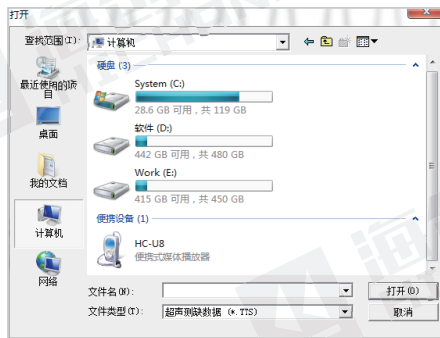 打开
查找范围(I): 计算机
最近使用的项目
桌面
我的文档
计算机
网络
硬盘 (3)
System (C:)
28.6 GB 可用，共 119 GB
软件 (D:)
442 GB 可用，共 480 GB
Work (E:)
415 GB 可用，共 450 GB
便携设备 (1)
HC-U8
便携式媒体播放器
文件名(N): 打开(O)
文件类型(T): 超声测缺数据 (*.TTS) 取消